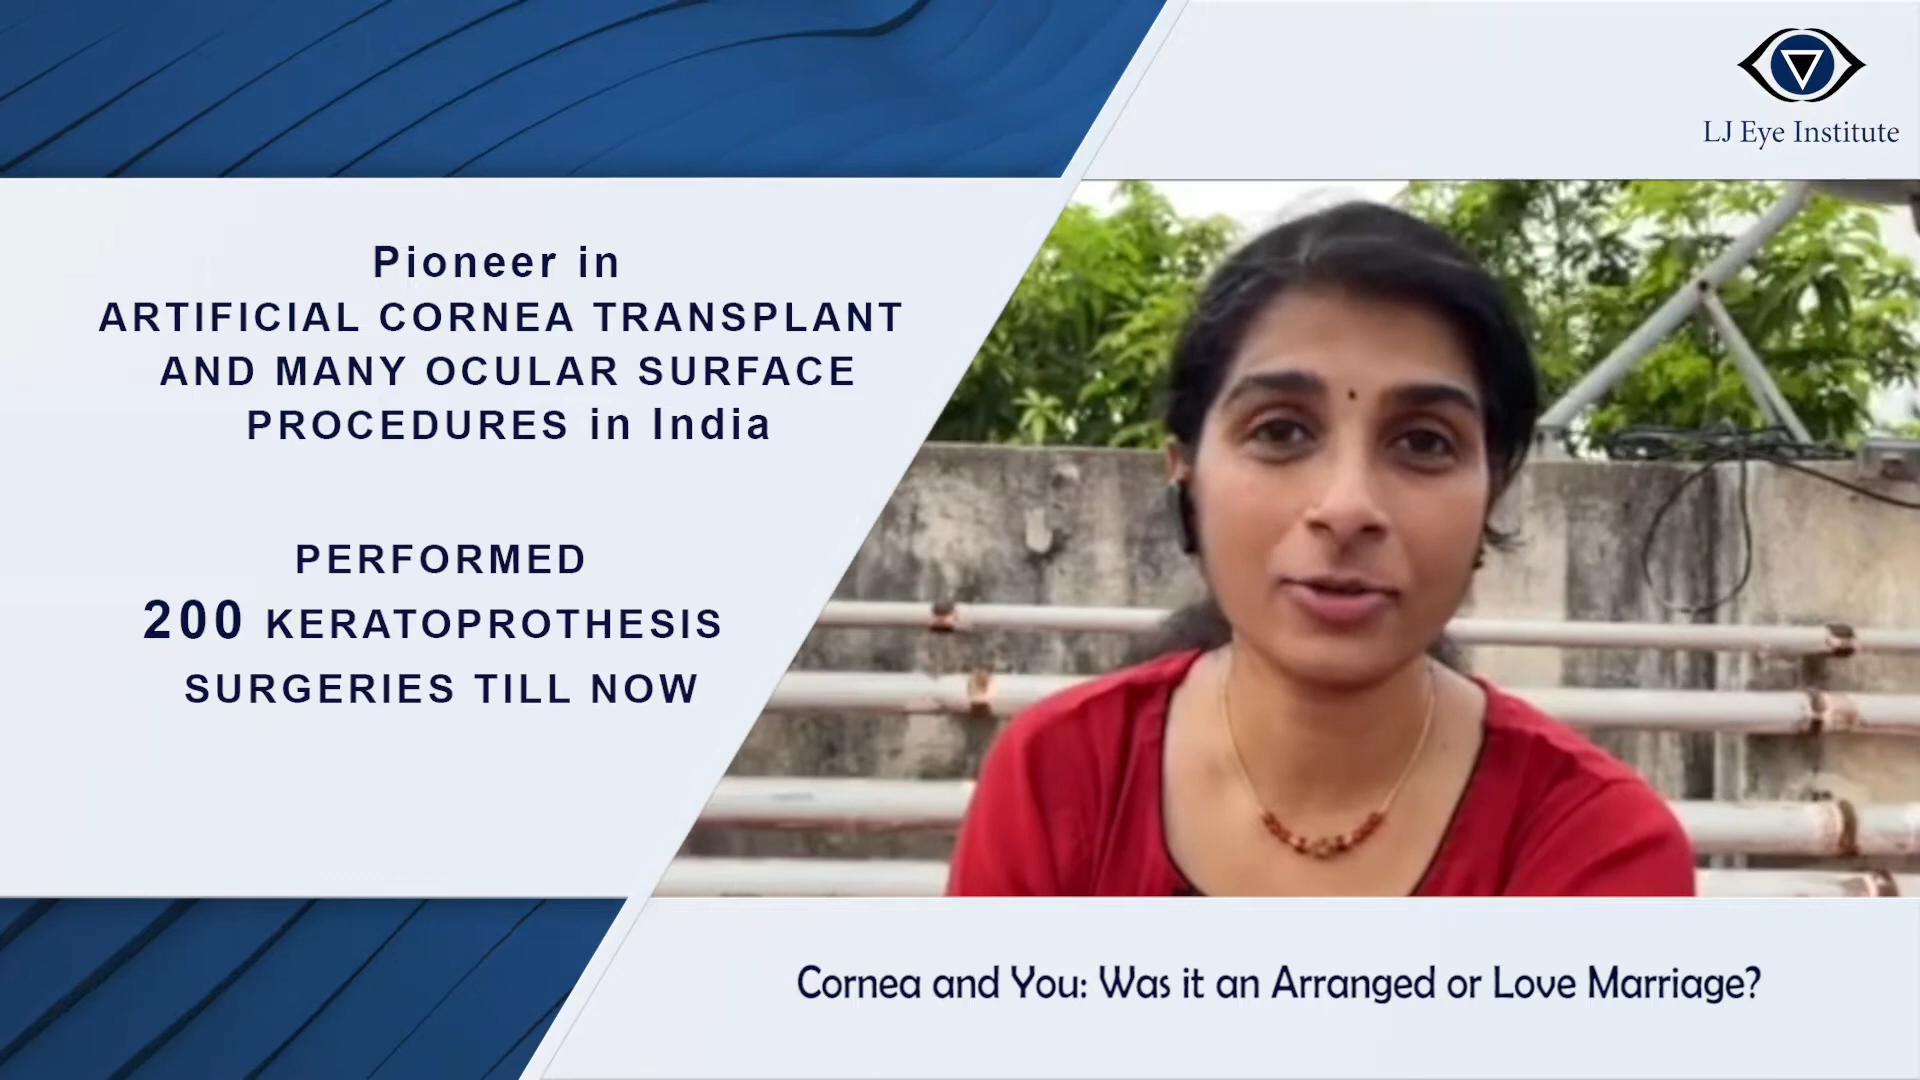 LJ Eye Institute
Pioneer in
ARTIFICIAL CORNEA TRANSPLANT
AND MANY OCULAR SURFACE
PROCEDURES in India
PERFORMED
200 KERATOPROTHESIS
SURGERIES TILL NOW
Cornea and You: Was it an Arranged or Love Marriage?